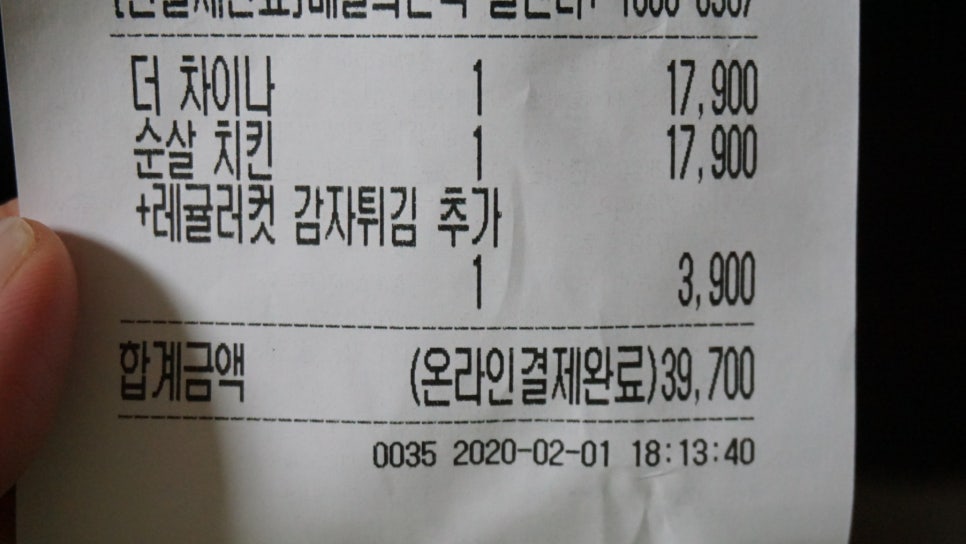 더 차이나 1 17,900
순살 치킨 1 17,900
+레귤러컷 감자튀김 추가
1 3,900
합계금액 (온라인결제완료)39,700
0035 2020-02-01 18:13:40